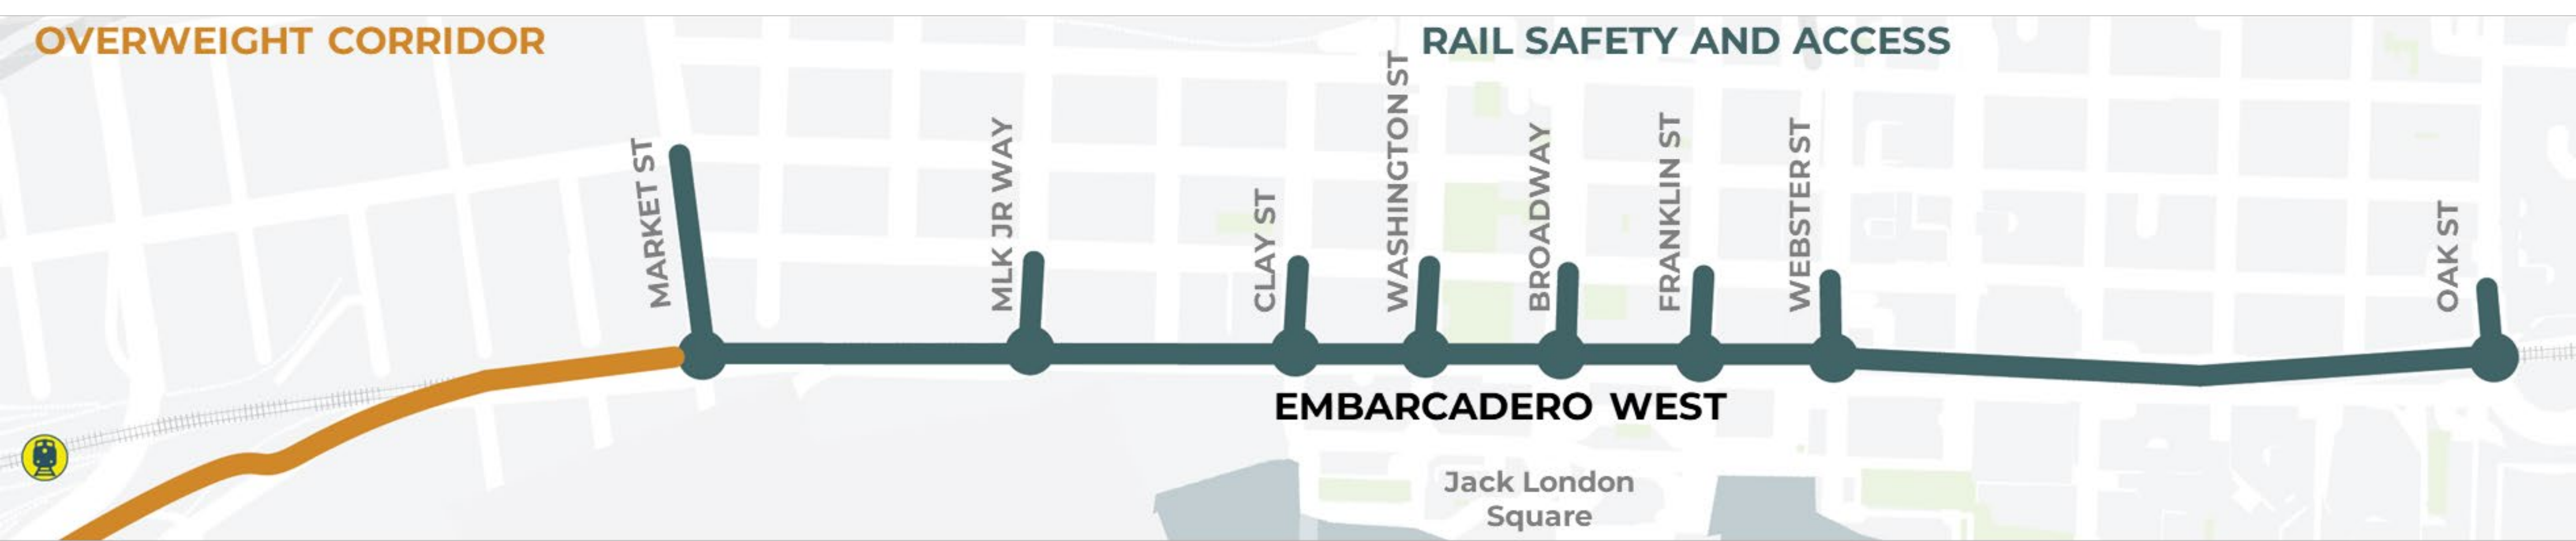 OVERWEIGHT CORRIDOR
RAIL SAFETY AND ACCESS
MARKET ST
MLK JR WAY
CLAY ST
WASHINGTON ST
BROADWAY
FRANKLIN ST
WEBSTER ST
OAK ST
EMBARCADERO WEST
Jack London
Square